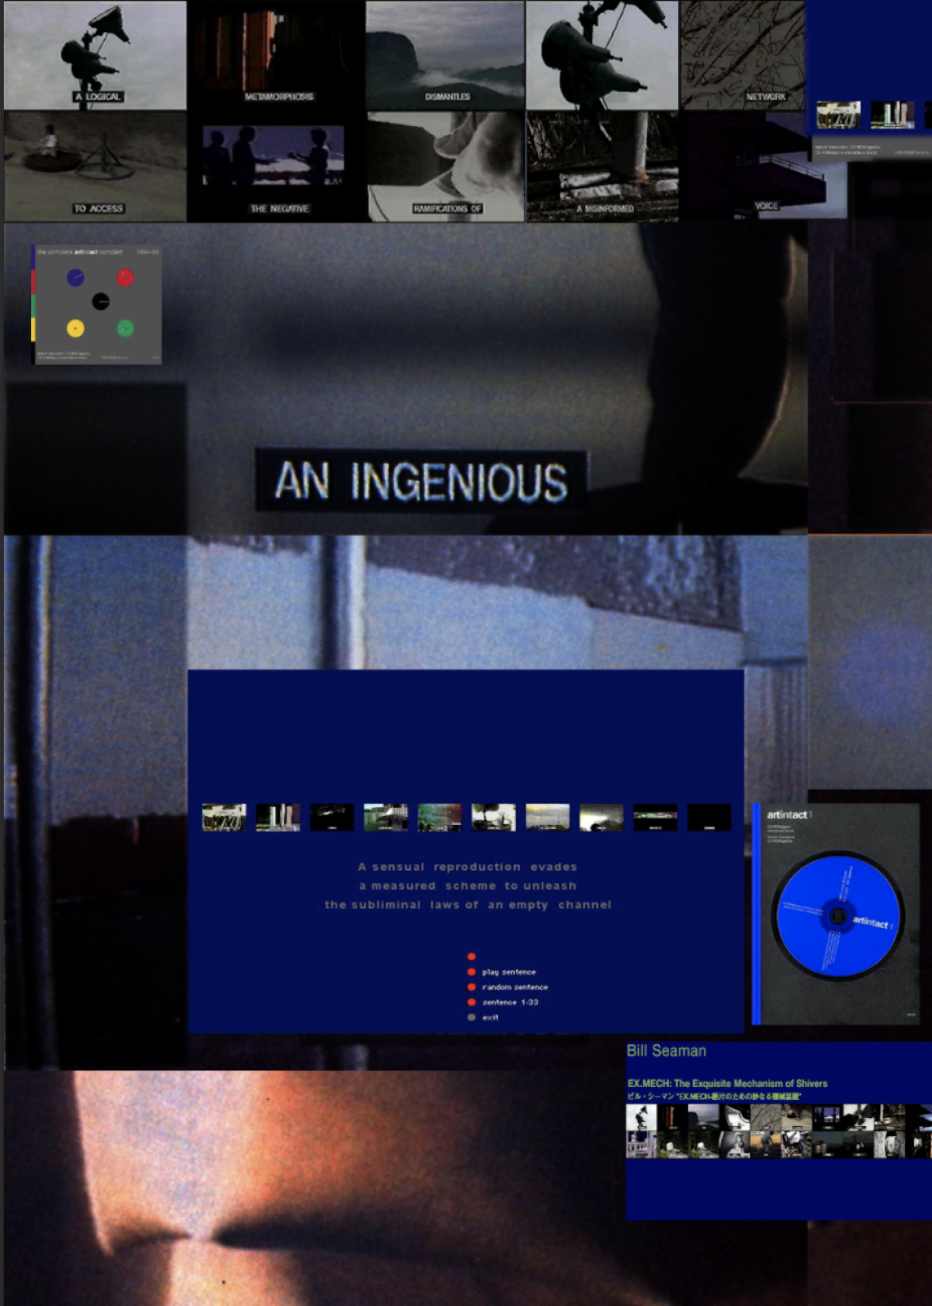 A LOGICAL
METAMORPHOSIS
DISMANTLES
NETWORK
TO ACCESS
THE NEGATIVE
RAMIFICATIONS OF
A MISINFORMED
VOICE
the complete artintact komplett 1994-99
AN INGENIOUS
A sensual reproduction evades
a measured scheme to unleash
the subliminal laws of an empty channel
play sentence
random sentence
sentence 1-33
exit
artintact 1
artintact 1
Bill Seaman
EX.MECH: The Exquisite Mechanism of Shivers
ビル・シーマン "EX.MECH-のための妙なる機械装置"